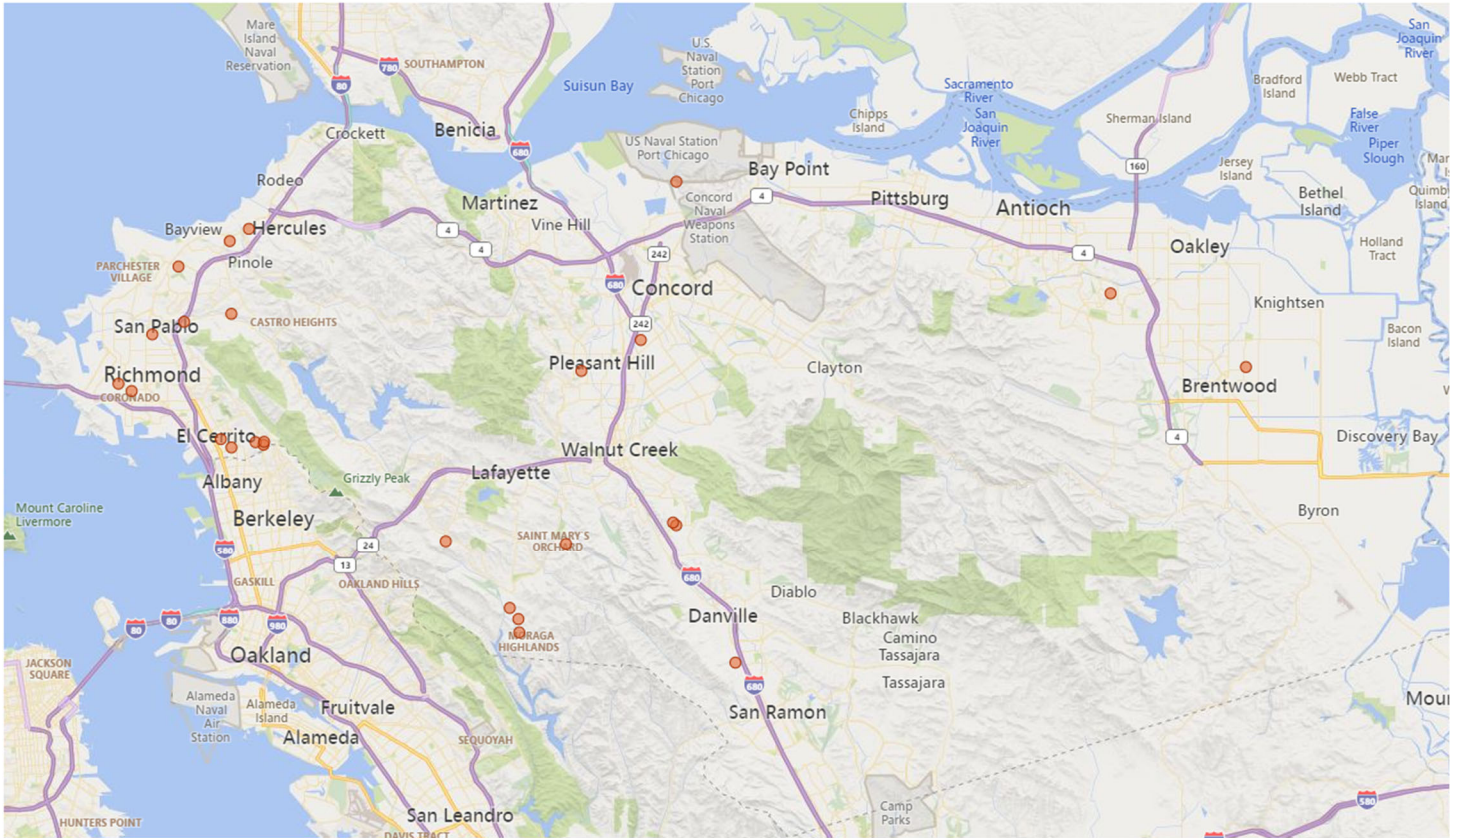 Mare
Island
Naval
Reservation
80
780
SOUTHAMPTON
Suisun Bay
U.S.
Naval
Station
Port
Chicago
Sacramento
River
San
Joaquin
River
San
Joaquin
River
Bradford
Island
Webb Tract
Chipps
Island
Sherman Island
False
River
Piper
Slough
Crockett
Benicia
680
US Naval Station
Port Chicago
Bay Point
4
160
Jersey
Island
Bethel
Island
Rodeo
Martinez
Vine Hill
Concord
Naval
Weapons
Station
Pittsburg
Antioch
Bayview
Hercules
4
4
242
4
Oakley
Holland
Tract
PARCHESTER
VILLAGE
Pinole
680
Concord
Knightsen
San Pablo
CASTRO HEIGHTS
242
Bacon
Island
Richmond
CORONADO
Pleasant Hill
Clayton
Brentwood
El Cerrito
Walnut Creek
4
Discovery Bay
Albany
Grizzly Peak
Lafayette
Mount Caroline
Livermore
Berkeley
Byron
580
24
13
SAINT MARY S
ORCHARD
GASKILL
OAKLAND HILLS
680
Diablo
80
80
880
980
Danville
Blackhawk
Camino
Tassajara
MORAGA
HIGHLANDS
JACKSON
SQUARE
Oakland
Tassajara
680
Alameda
Naval
Air
Station
Alameda
Island
Fruitvale
San Ramon
Alameda
SEQUOYAH
Camp
Parks
580
HUNTERS POINT
San Leandro
DAVIS TRACT